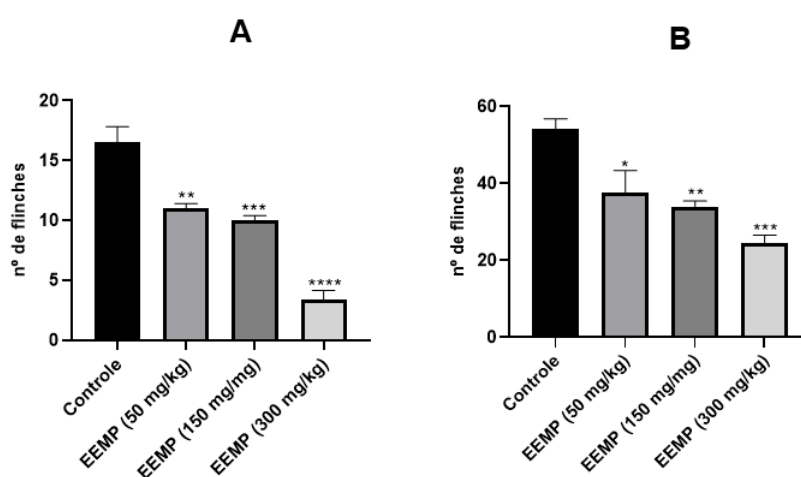 A
nº de flinches
20
15
10
5
0
**
***
****
Controle
EEMP (50 mg/kg)
EEMP (150 mg/mg)
EEMP (300 mg/kg)
B
nº de flinches
60
40
20
0
*
**
***
Controle
EEMP (50 mg/kg)
EEMP (150 mg/mg)
EEMP (300 mg/kg)